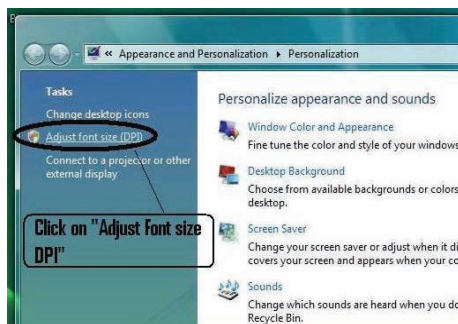 « Appearance and Personalization ▸ Personalization
Tasks
Change desktop icons
Adjust font size (DPI)
Connect to a projector or other
external display
Click on "Adjust Font size
DPI"
Personalize appearance and sounds
Window Color and Appearance
Fine tune the color and style of your windows
Desktop Background
Choose from available backgrounds or colors
desktop.
Screen Saver
Change your screen saver or adjust when it di
covers your screen and appears when your co
Sounds
Change which sounds are heard when you do
Recycle Bin.